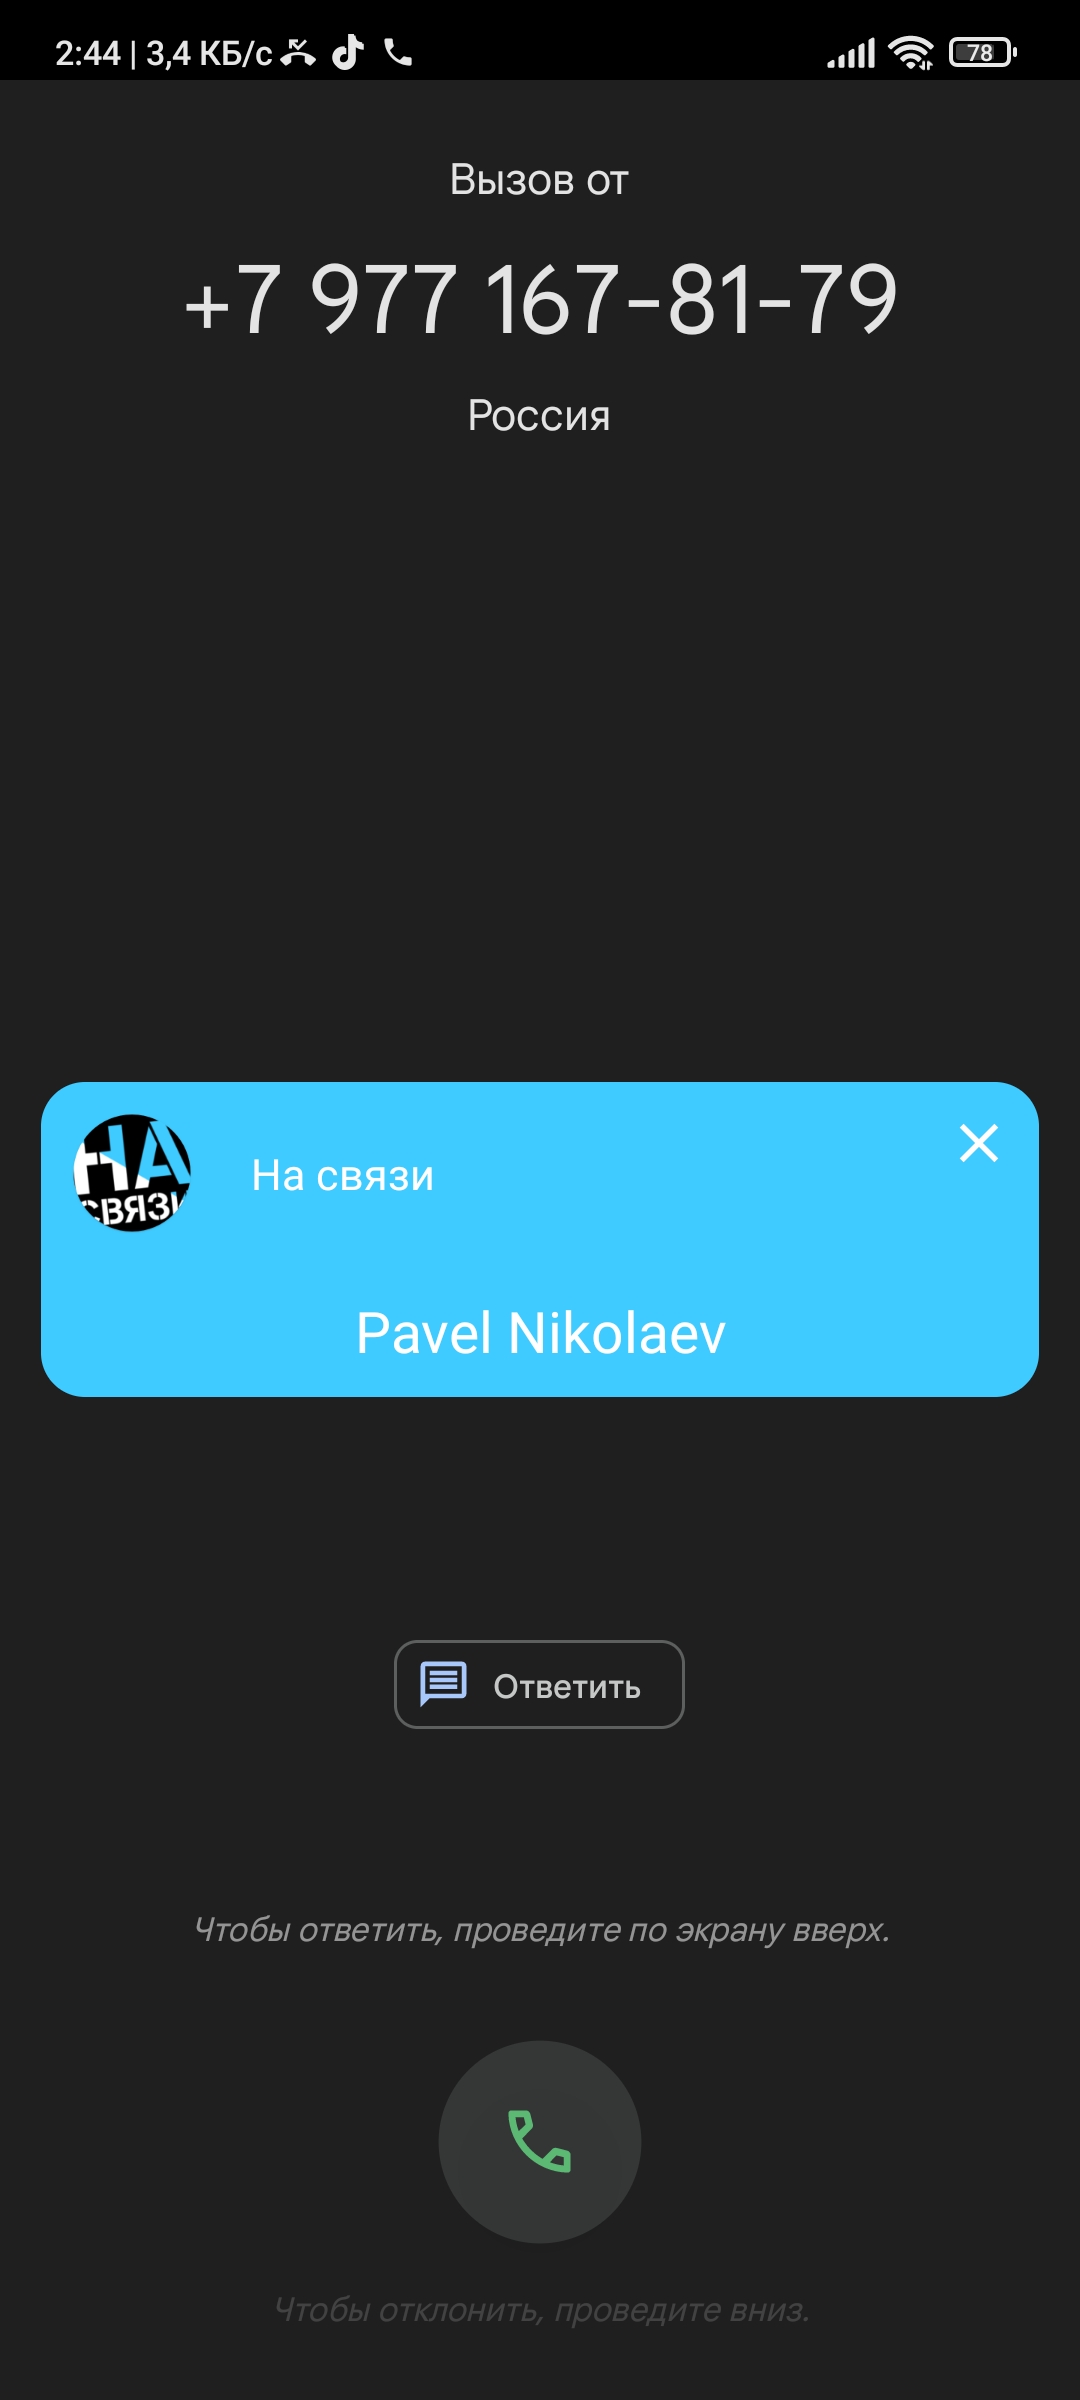 2:44 | 3,4 КБ/с
78
Вызов от
+7 977 167-81-79
Россия
НА СВЯЗИ
На связи
Pavel Nikolaev
Ответить
Чтобы ответить, проведите по экрану вверх.
Чтобы отклонить, проведите вниз.